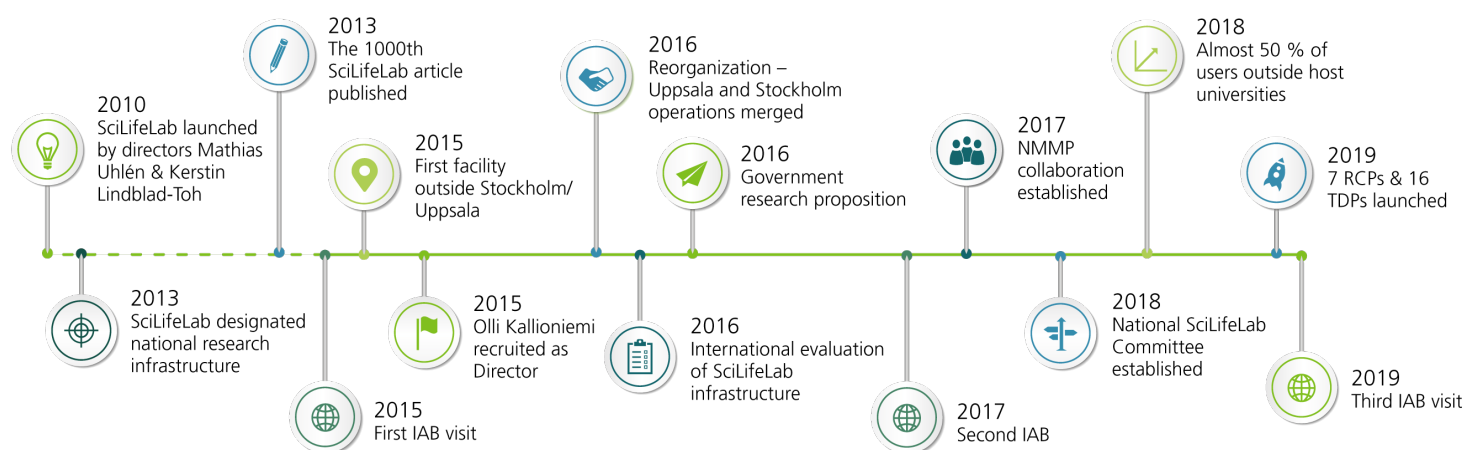 2010
SciLifeLab launched
by directors Mathias
Uhlén & Kerstin
Lindblad-Toh
2013
SciLifeLab designated
national research
infrastructure
2013
The 1000th
SciLifeLab article
published
2015
First IAB visit
2015
First facility
outside Stockholm/
Uppsala
2015
Olli Kallioniemi
recruited as
Director
2016
Reorganization –
Uppsala and Stockholm
operations merged
2016
International evaluation
of SciLifeLab
infrastructure
2016
Government
research proposition
2017
Second IAB
2017
NMMP
collaboration
established
2018
National SciLifeLab
Committee
established
2018
Almost 50 % of
users outside host
universities
2019
7 RCPs & 16
TDPs launched
2019
Third IAB visit